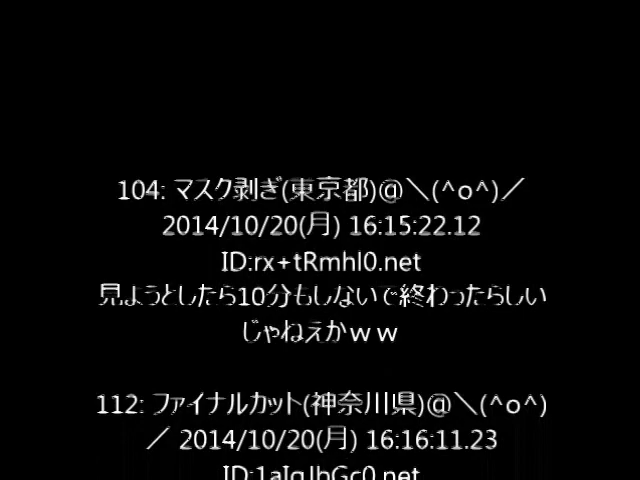 104: マスク剥ぎ(東京都)@＼(^o^)／
2014/10/20(月) 16:15:22.12
ID:rx+tRmhl0.net
見ようとしたら10分もしないで終わったらしい
じゃねえかｗｗ
112: ファイナルカット(神奈川県)@＼(^o^)
／ 2014/10/20(月) 16:16:11.23